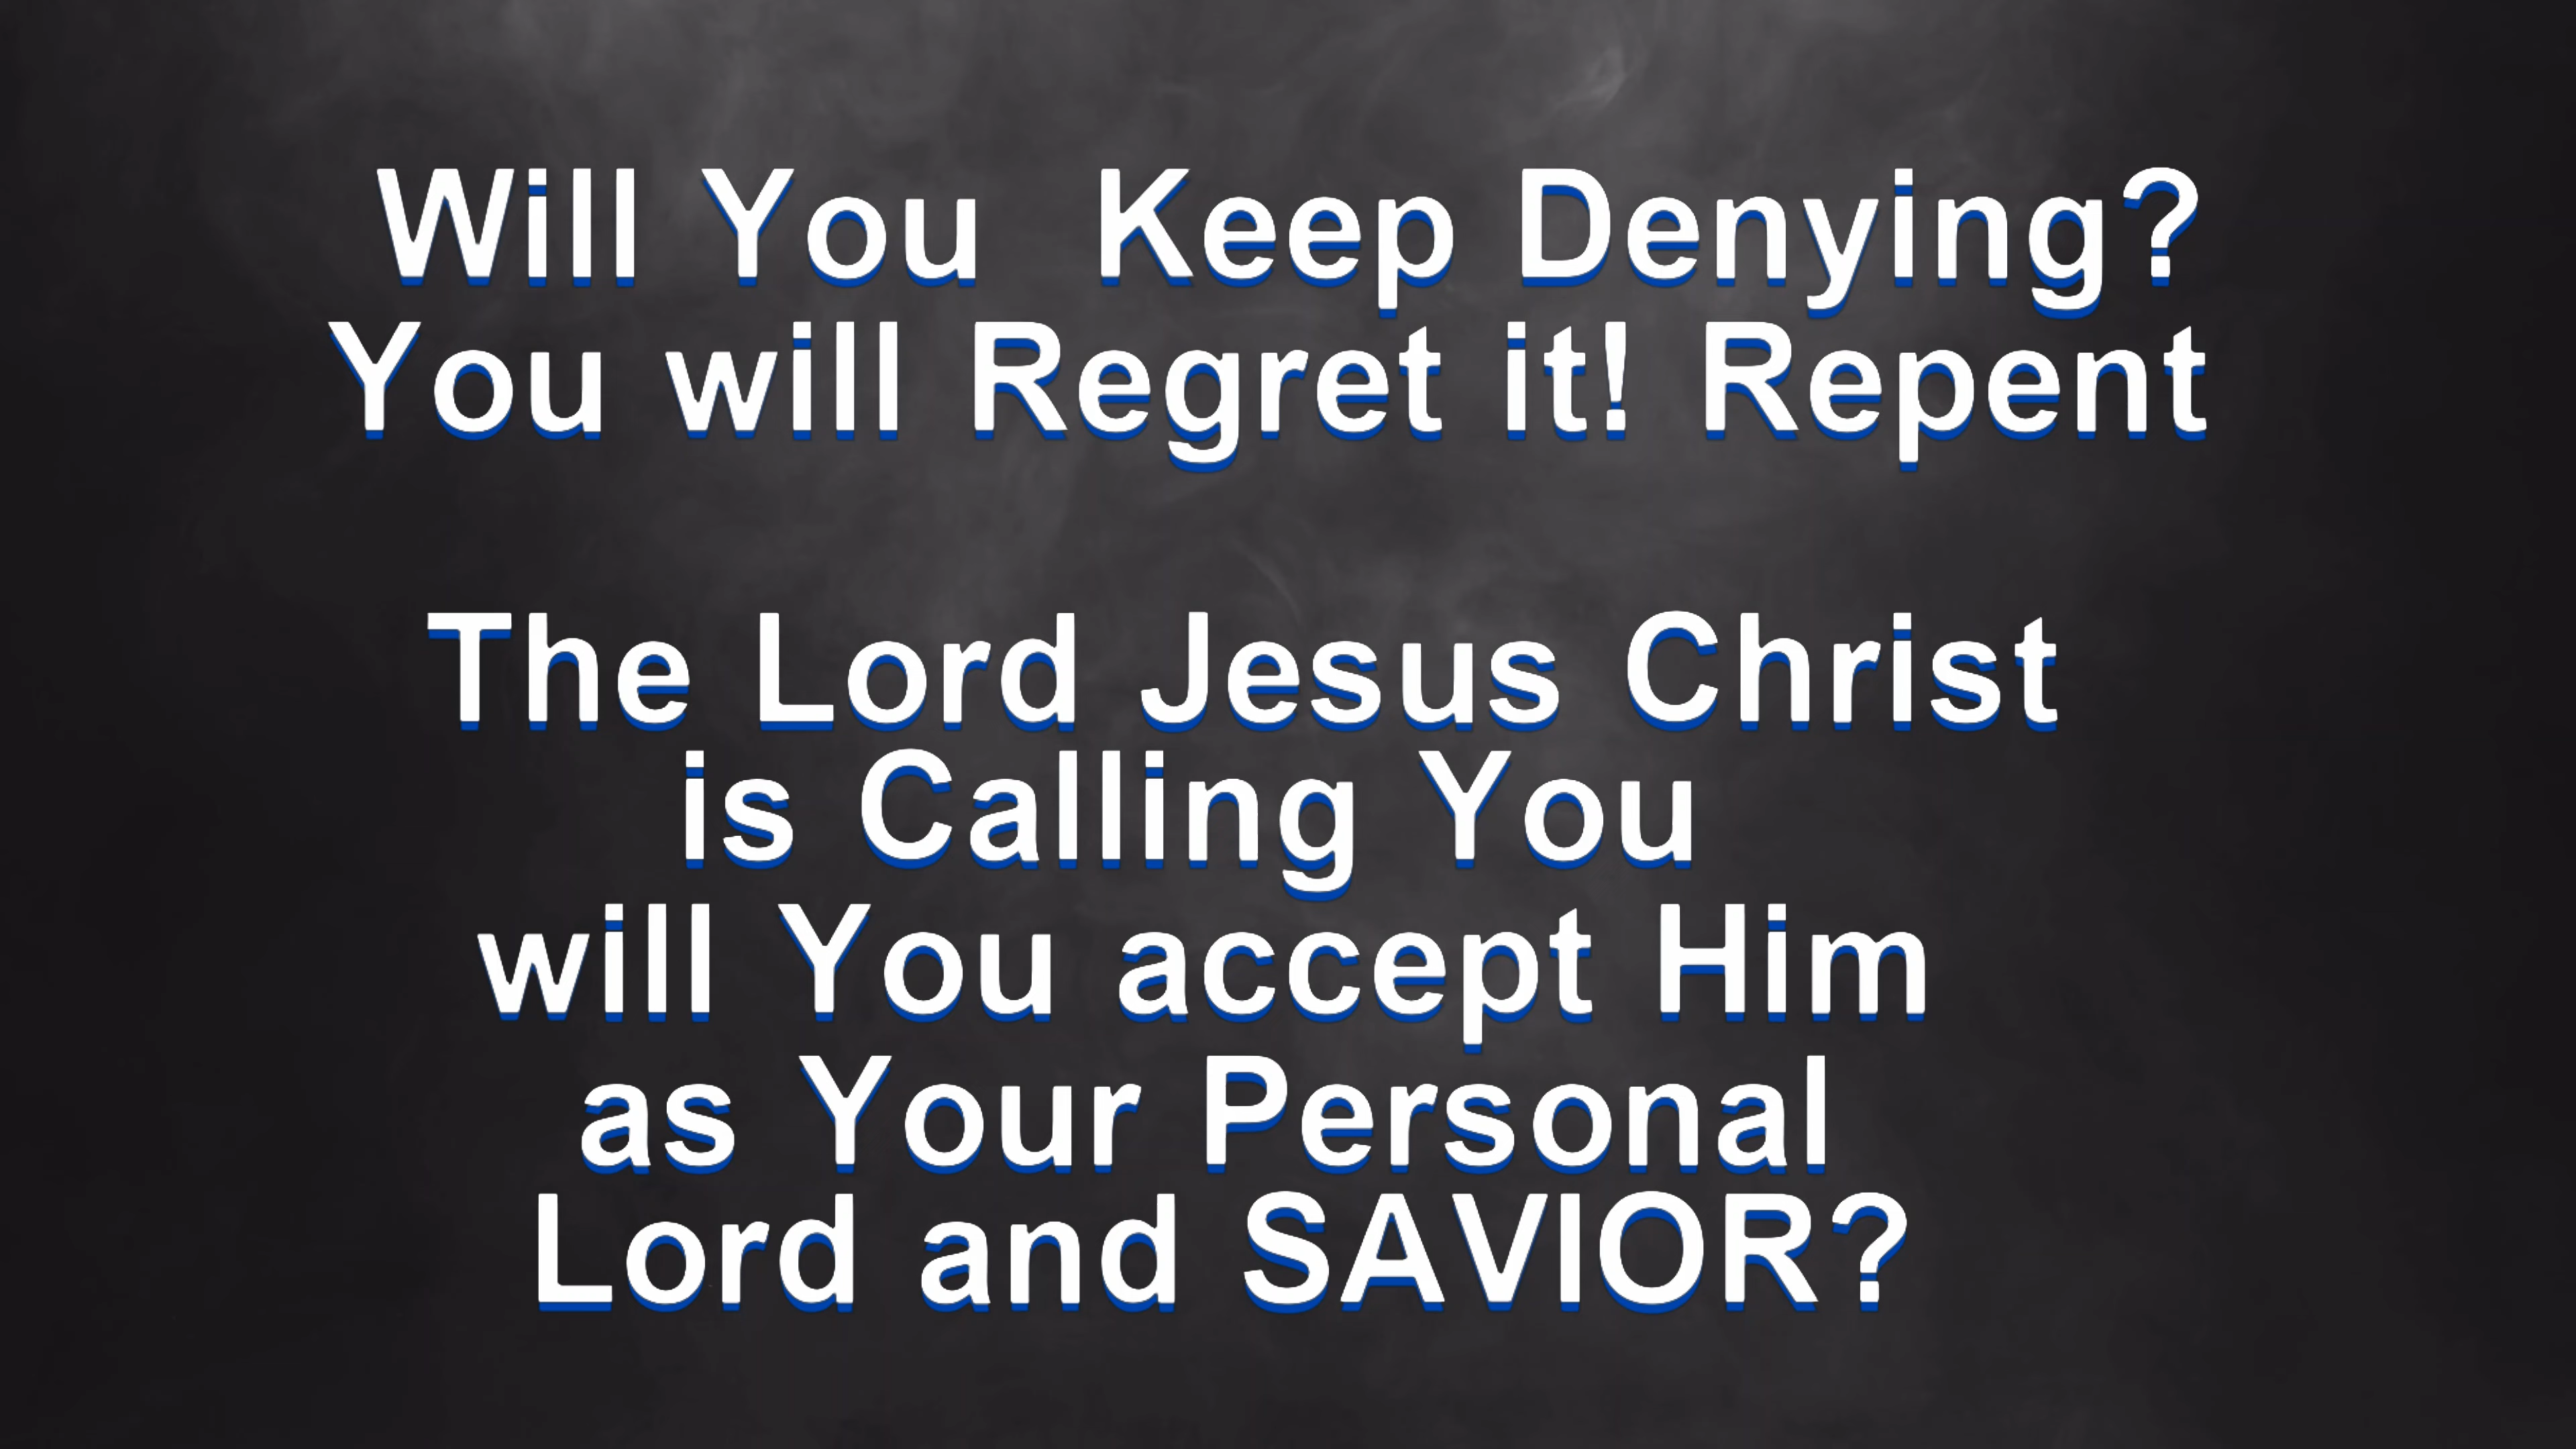 Will You  Keep Denying?
You will Regret it! Repent
The Lord Jesus Christ
is Calling You
will You accept Him
as Your Personal
Lord and SAVIOR?